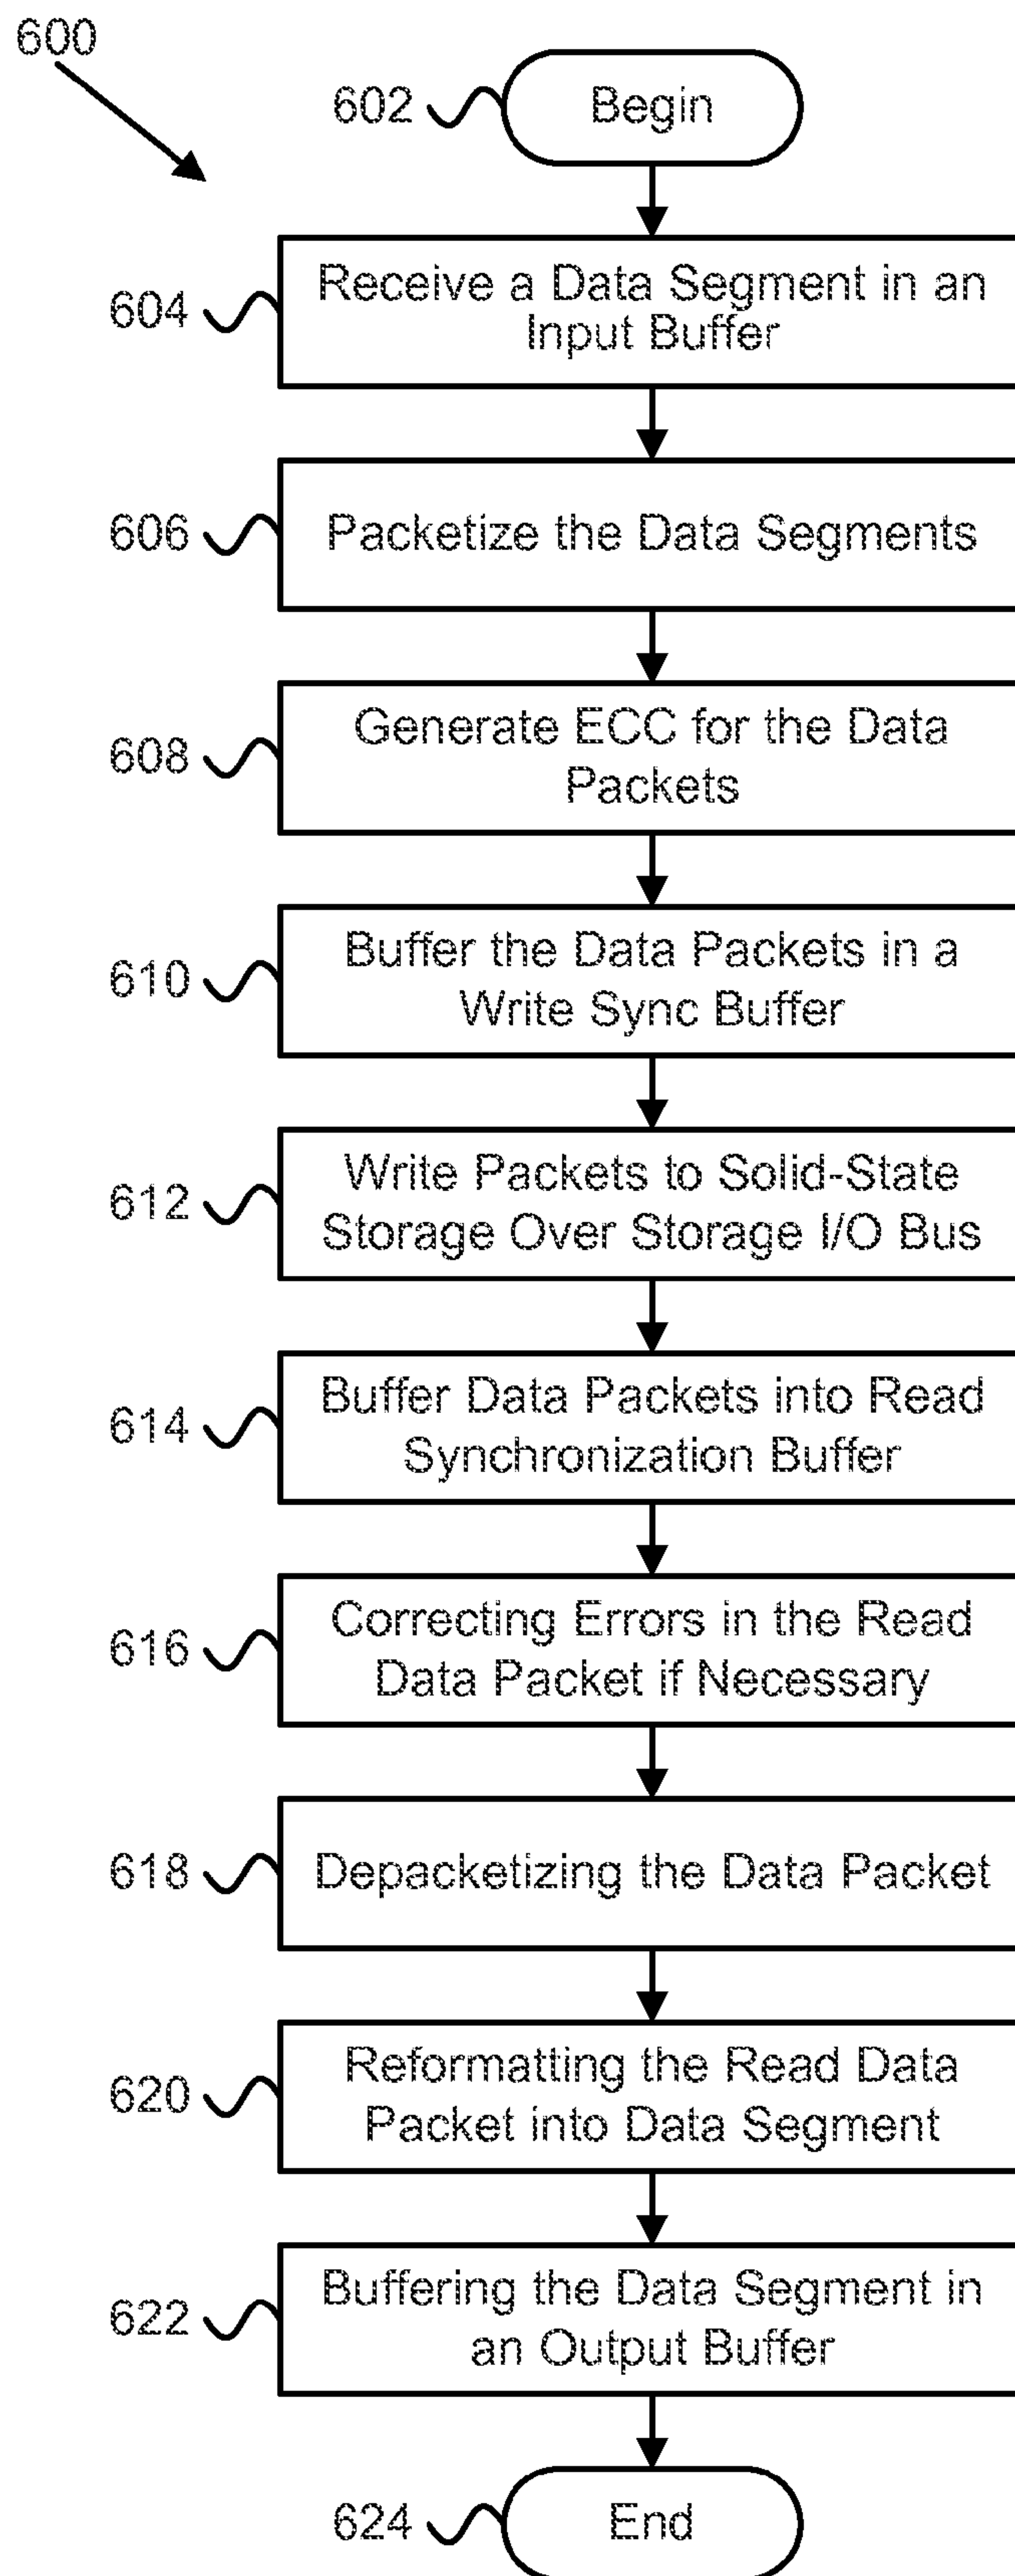 600
602
Begin
604
Receive a Data Segment in an
Input Buffer
606
Packetize the Data Segments
608
Generate ECC for the Data
Packets
610
Buffer the Data Packets in a
Write Sync Buffer
612
Write Packets to Solid-State
Storage Over Storage I/O Bus
614
Buffer Data Packets into Read
Synchronization Buffer
616
Correcting Errors in the Read
Data Packet if Necessary
618
Depacketizing the Data Packet
620
Reformatting the Read Data
Packet into Data Segment
622
Buffering the Data Segment in
an Output Buffer
624
End